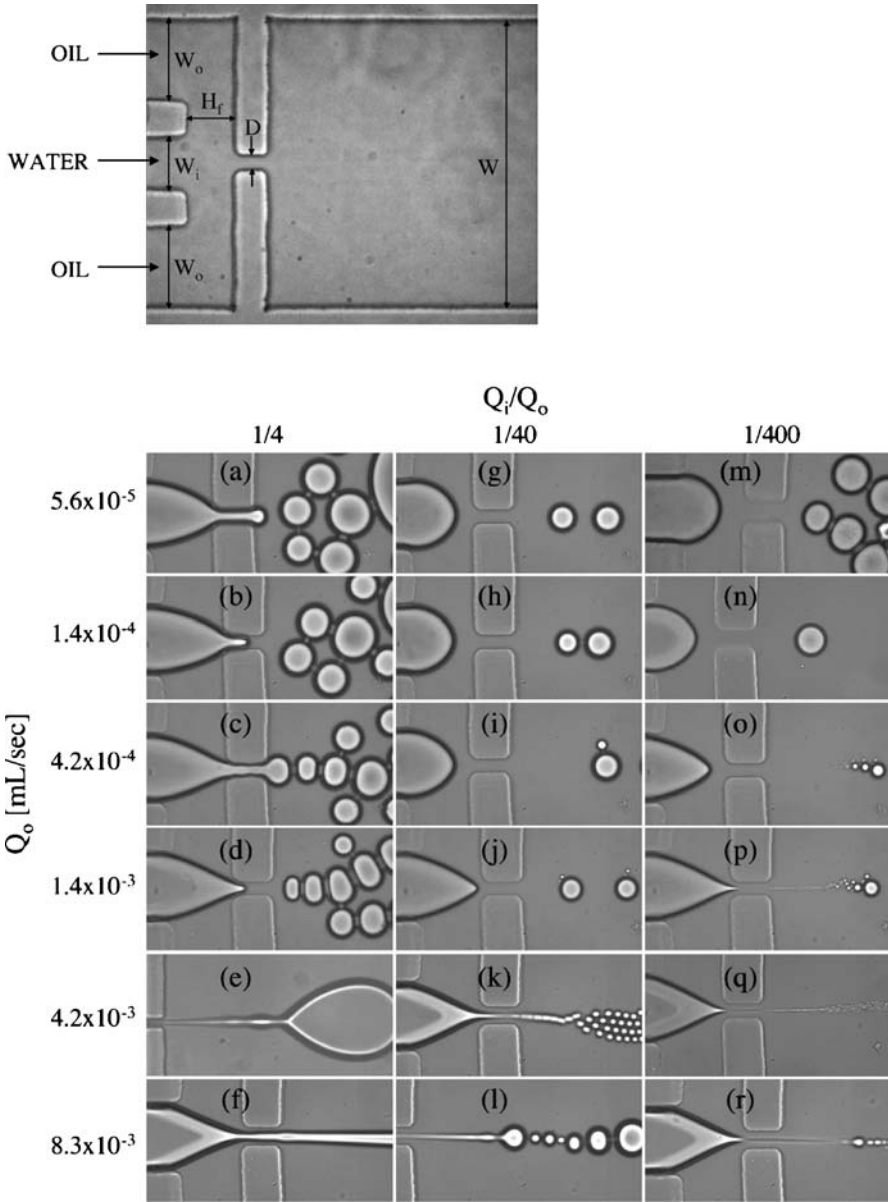 OIL
W_o
H_f
D
WATER
W_i
W
OIL
W_o
Q_i/Q_o
1/4 1/40 1/400
Q_o [mL/sec]
5.6x10^-5 (a) (g) (m)
1.4x10^-4 (b) (h) (n)
4.2x10^-4 (c) (i) (o)
1.4x10^-3 (d) (j) (p)
4.2x10^-3 (e) (k) (q)
8.3x10^-3 (f) (l) (r)